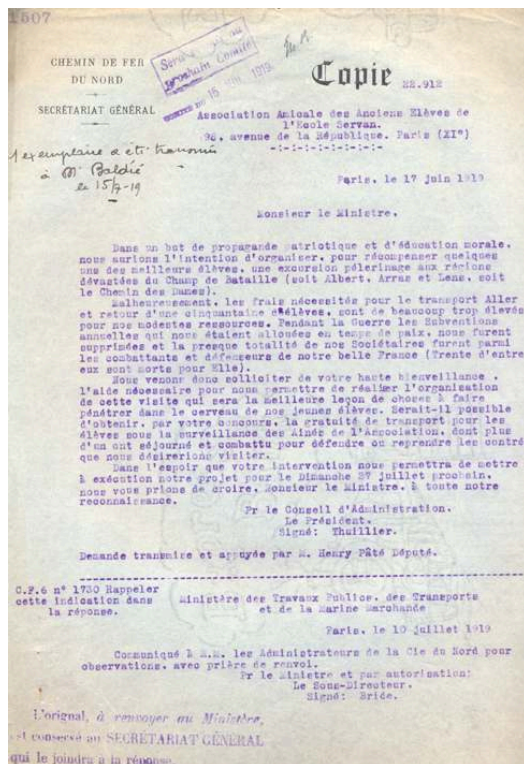 1507
CHEMIN DE FER
DU NORD
SECRÉTARIAT GÉNÉRAL
prochain Comité
15 1919
Copie
22.912
Association Amicale des Anciens Elèves de
l'Ecole Servan.
98, avenue de la République. Paris (XI°)
-:-:-:-:-:-:-:-
1 exemplaire a été transmis
à Mr Baldié
le 15/7-19
Paris, le 17 juin 1919
Monsieur le Ministre,
Dans un but de propagande patriotique et d'éducation morale,
nous aurions l'intention d'organiser, pour récompenser quelques
uns des meilleurs élèves, une excursion pélerinage aux régions
dévastées du Champ de Bataille (soit Albert, Arras et Lens, soit
le Chemin des Dames).
Malheureusement, les frais nécessités pour le transport Aller
et retour d'une cinquantaine d'élèves, sont de beaucoup trop élevés
pour nos modestes ressources. Pendant la Guerre les Subventions
annuelles qui nous étaient allouées en temps de paix, nous furent
supprimées et la presque totalité de nos Sociétaires furent parmi
les combattants et défenseurs de notre belle France (Trente d'entre
eux sont morts pour Elle).
Nous venons donc solliciter de votre haute bienveillance,
l'aide nécessaire pour nous permettre de réaliser l'organisation
de cette visite qui sera la meilleure leçon de choses à faire
pénétrer dans le cerveau de nos jeunes élèves. Serait-il possible
d'obtenir, par votre concours, la gratuité de transport pour les
élèves sous la surveillance des Ainés de l'Association, dont plus
d'un ont séjourné et combattu pour défendre ou reprendre les contré
que nous désirerions visiter.
Dans l'espoir que votre intervention nous permettra de mettre
à exécution notre projet pour le Dimanche 27 juillet prochain,
nous vous prions de croire, Monsieur le Ministre, à toute notre
reconnaissance.
Pr le Conseil d'Administration.
Le Président.
Signé: Thuillier.
Demande transmise et appuyée par M. Henry Pâté Député.
C.F.6 n° 1730 Rappeler
cette indication dans
la réponse.
Ministère des Travaux Publics, des Transports
et de la Marine Marchande
Paris, le 10 juillet 1919
Communiqué à M.M. les Administrateurs de la Cie du Nord pour
observations, avec prière de renvoi.
Pr le Ministre et par autorisation:
Le Sous-Directeur.
Signé: Bride.
L'orignal, à renvoyer au Ministère,
est conservé au SECRÉTARIAT GÉNÉRAL
qui le joindra à la réponse